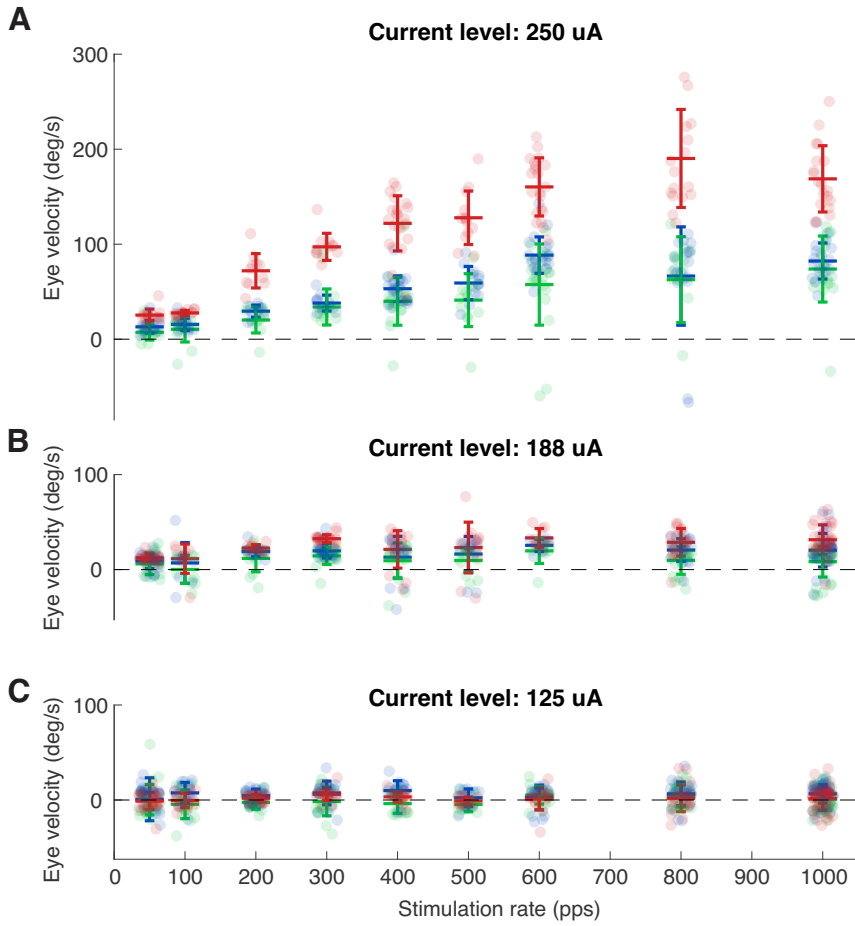 A
Current level: 250 uA
300
200
100
0
Eye velocity (deg/s)
B
Current level: 188 uA
100
0
Eye velocity (deg/s)
C
Current level: 125 uA
100
0
Eye velocity (deg/s)
0 100 200 300 400 500 600 700 800 900 1000
Stimulation rate (pps)